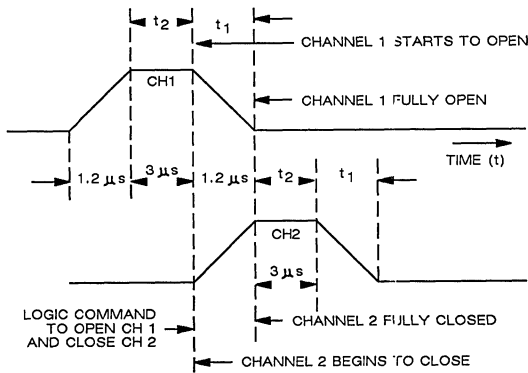 t2 t1
CHANNEL 1 STARTS TO OPEN
CH1
CHANNEL 1 FULLY OPEN
TIME (t)
1.2 μs 3 μs 1.2 μs t2 t1
CH2
3 μs
LOGIC COMMAND
TO OPEN CH 1
AND CLOSE CH 2
CHANNEL 2 FULLY CLOSED
CHANNEL 2 BEGINS TO CLOSE